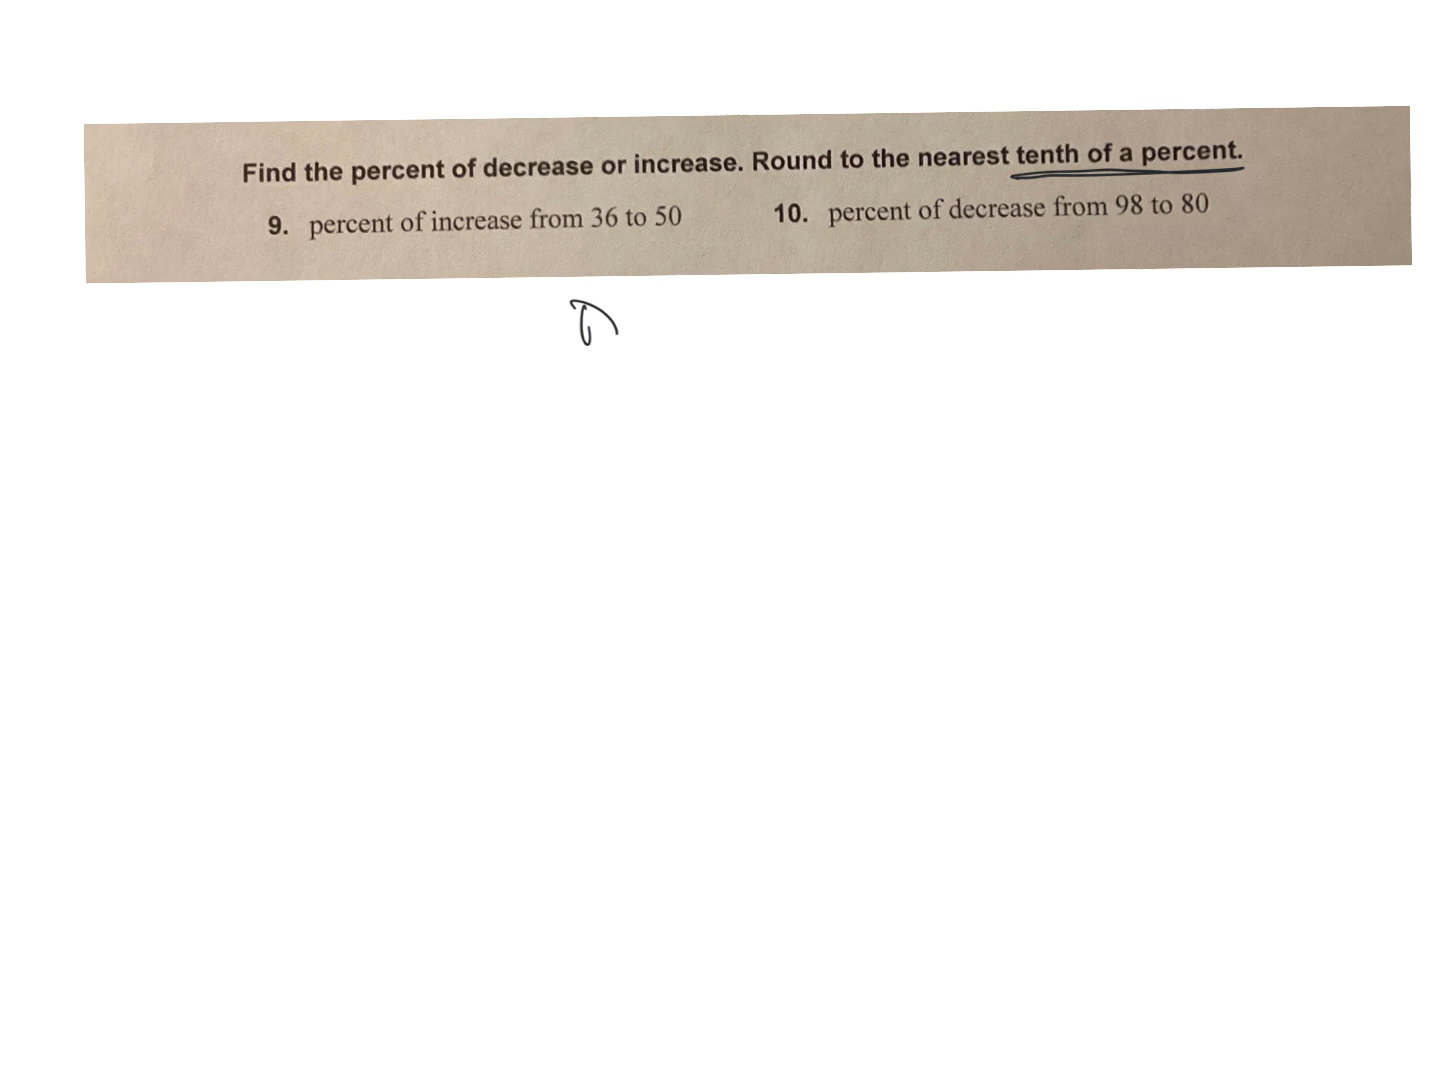 Find the percent of decrease or increase. Round to the nearest tenth of a percent.
9. percent of increase from 36 to 50 10. percent of decrease from 98 to 80